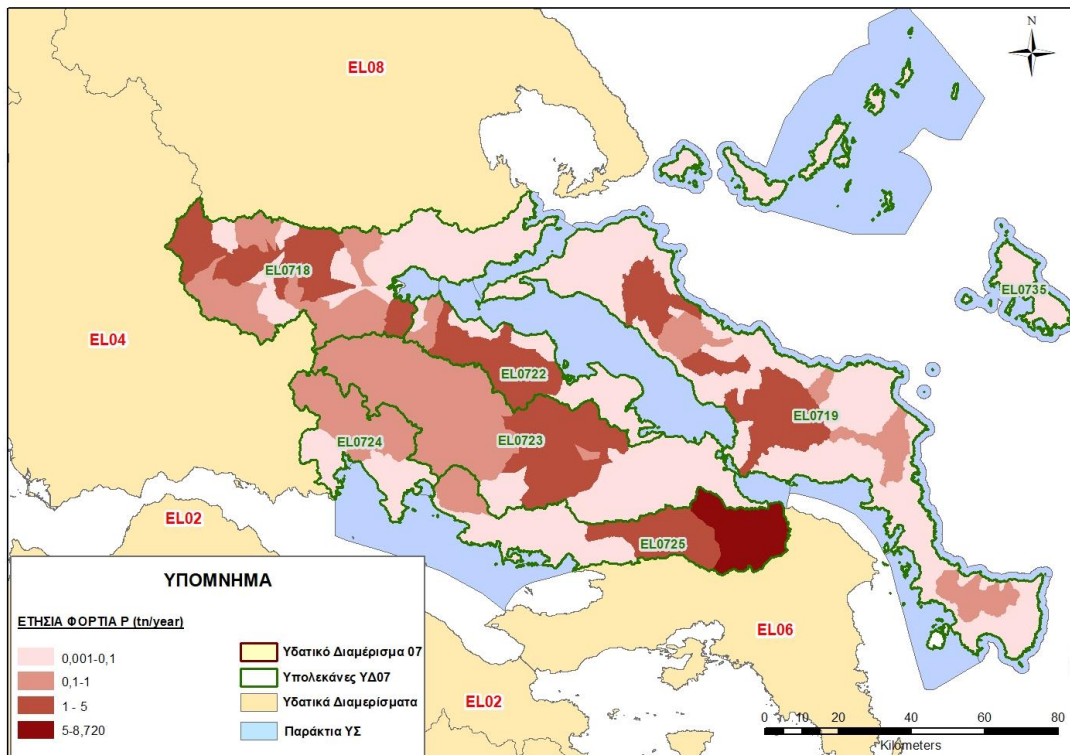 N
EL08
EL0718
EL0735
EL04
EL0722
EL0719
EL0724
EL0723
EL02
EL0725
EL06
EL02
ΥΠΟΜΝΗΜΑ
ΕΤΗΣΙΑ ΦΟΡΤΙΑ P (tn/year)
0,001-0,1
0,1-1
1 - 5
5-8,720
Υδατικό Διαμέρισμα 07
Υπολεκάνες ΥΔ07
Υδατικά Διαμερίσματα
Παράκτια ΥΣ
0 10 20 40 60 80
Kilometers